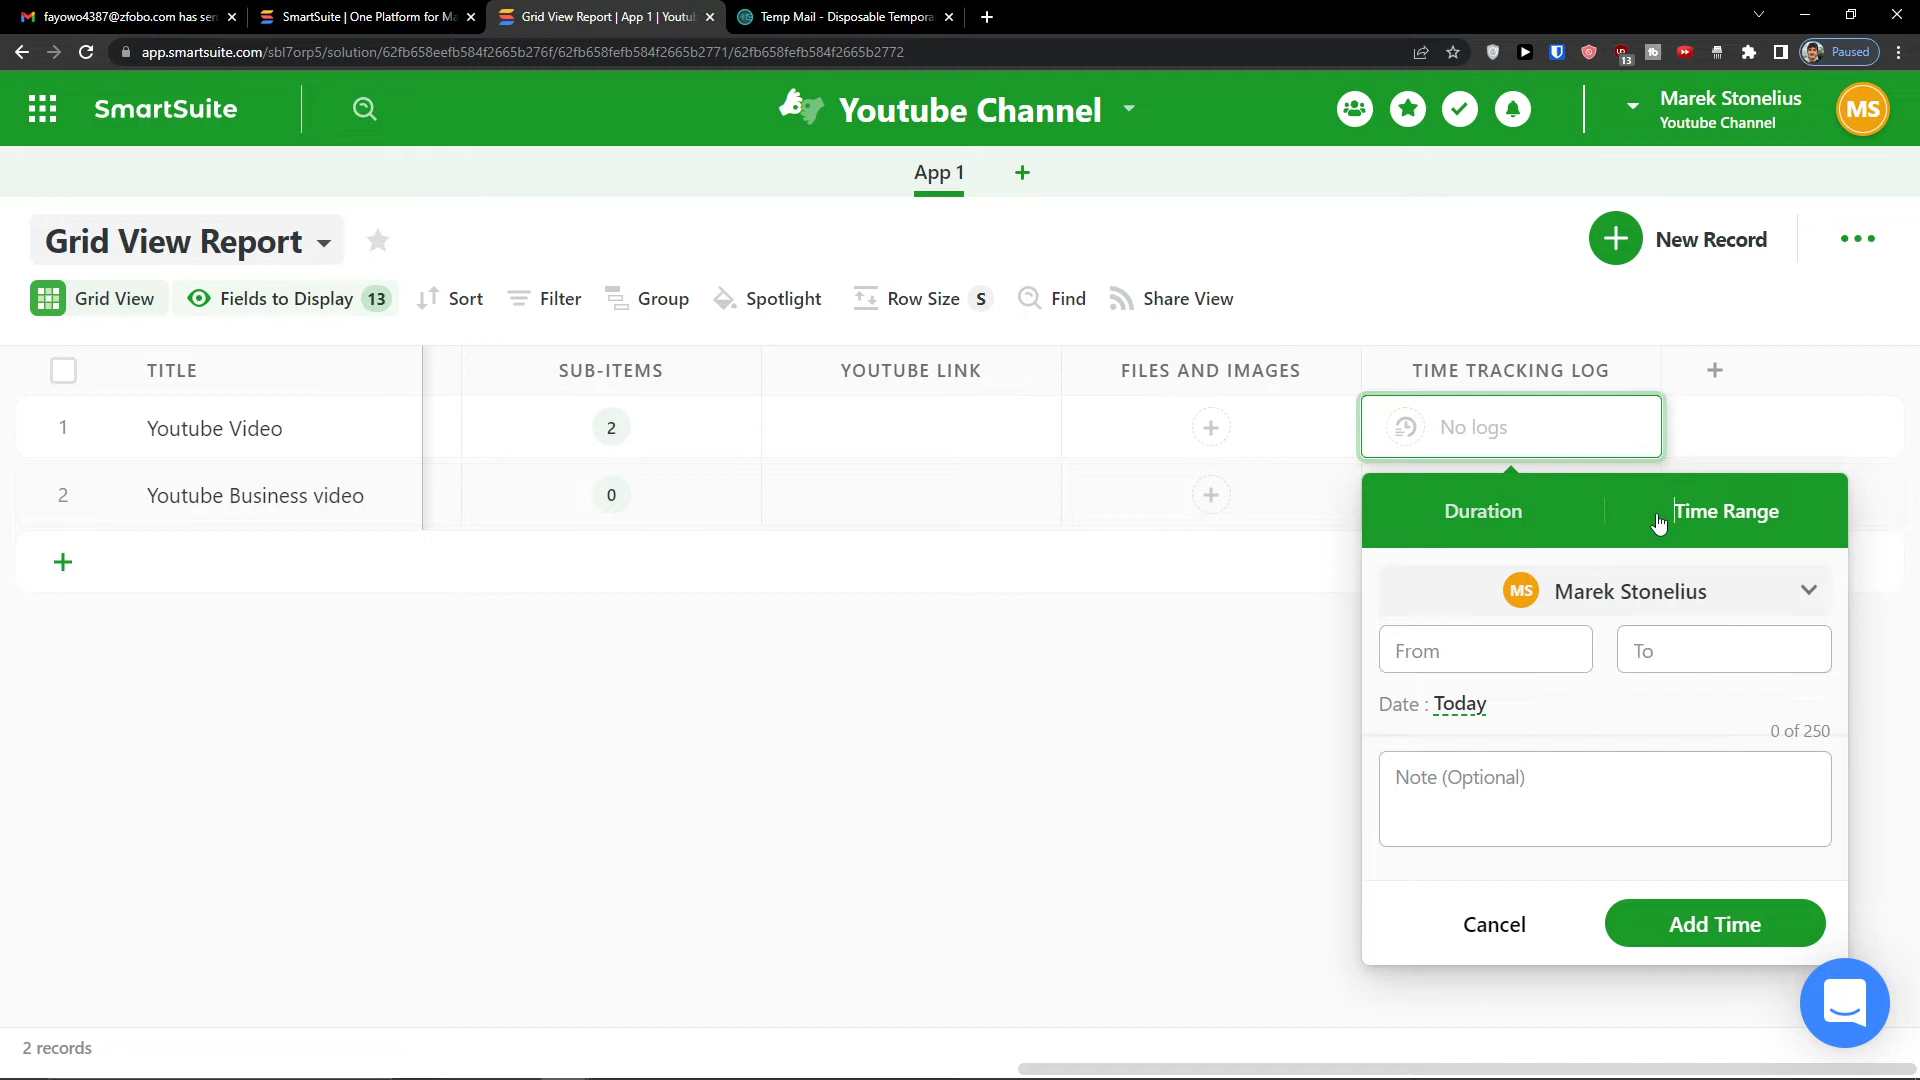 fayowo4387@zfobo.com has sen
SmartSuite | One Platform for Ma
Grid View Report | App 1 | Youtub
Temp Mail - Disposable Tempora
app.smartsuite.com/sbl7orp5/solution/62fb658eefb584f2665b276f/62fb658fefb584f2665b2771/62fb658fefb584f2665b2772
13
Paused
SmartSuite
Youtube Channel
Marek Stonelius
Youtube Channel
MS
App 1
Grid View Report
New Record
Grid View
Fields to Display 13
Sort
Filter
Group
Spotlight
Row Size S
Find
Share View
TITLE
SUB-ITEMS
YOUTUBE LINK
FILES AND IMAGES
TIME TRACKING LOG
1
Youtube Video
2
No logs
2
Youtube Business video
0
Duration
Time Range
MS Marek Stonelius
From
To
Date : Today
0 of 250
Note (Optional)
Cancel
Add Time
2 records